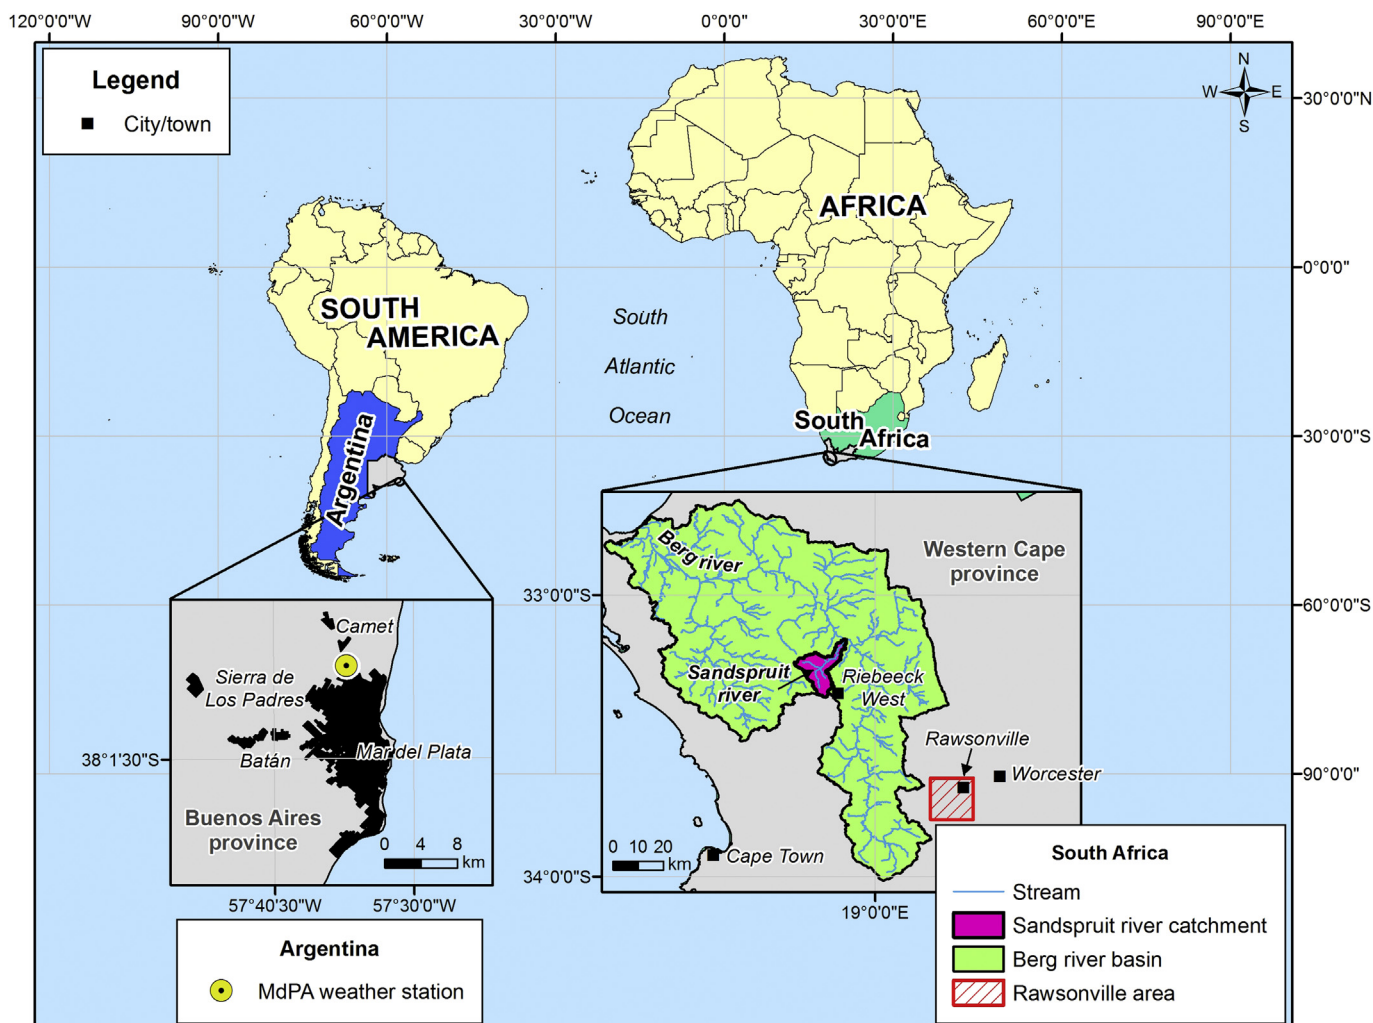 120°0'0"W
90°0'0"W
60°0'0"W
30°0'0"W
0°0'0"
30°0'0"E
60°0'0"E
90°0'0"E
Legend
City/town
N
W
E
S
30°0'0"N
0°0'0"
30°0'0"S
60°0'0"S
90°0'0"
AFRICA
SOUTH
AMERICA
South
Atlantic
Ocean
South
Africa
Argentina
Camet
Sierra de
Los Padres
Batán
Mar del Plata
Buenos Aires
province
0 4 8
km
38°1'30"S
57°40'30"W
57°30'0"W
Argentina
MdPA weather station
33°0'0"S
34°0'0"S
19°0'0"E
Berg river
Western Cape
province
Sandspruit
river
Riebeeck
West
Rawsonville
Worcester
Cape Town
0 10 20
km
South Africa
Stream
Sandspruit river catchment
Berg river basin
Rawsonville area